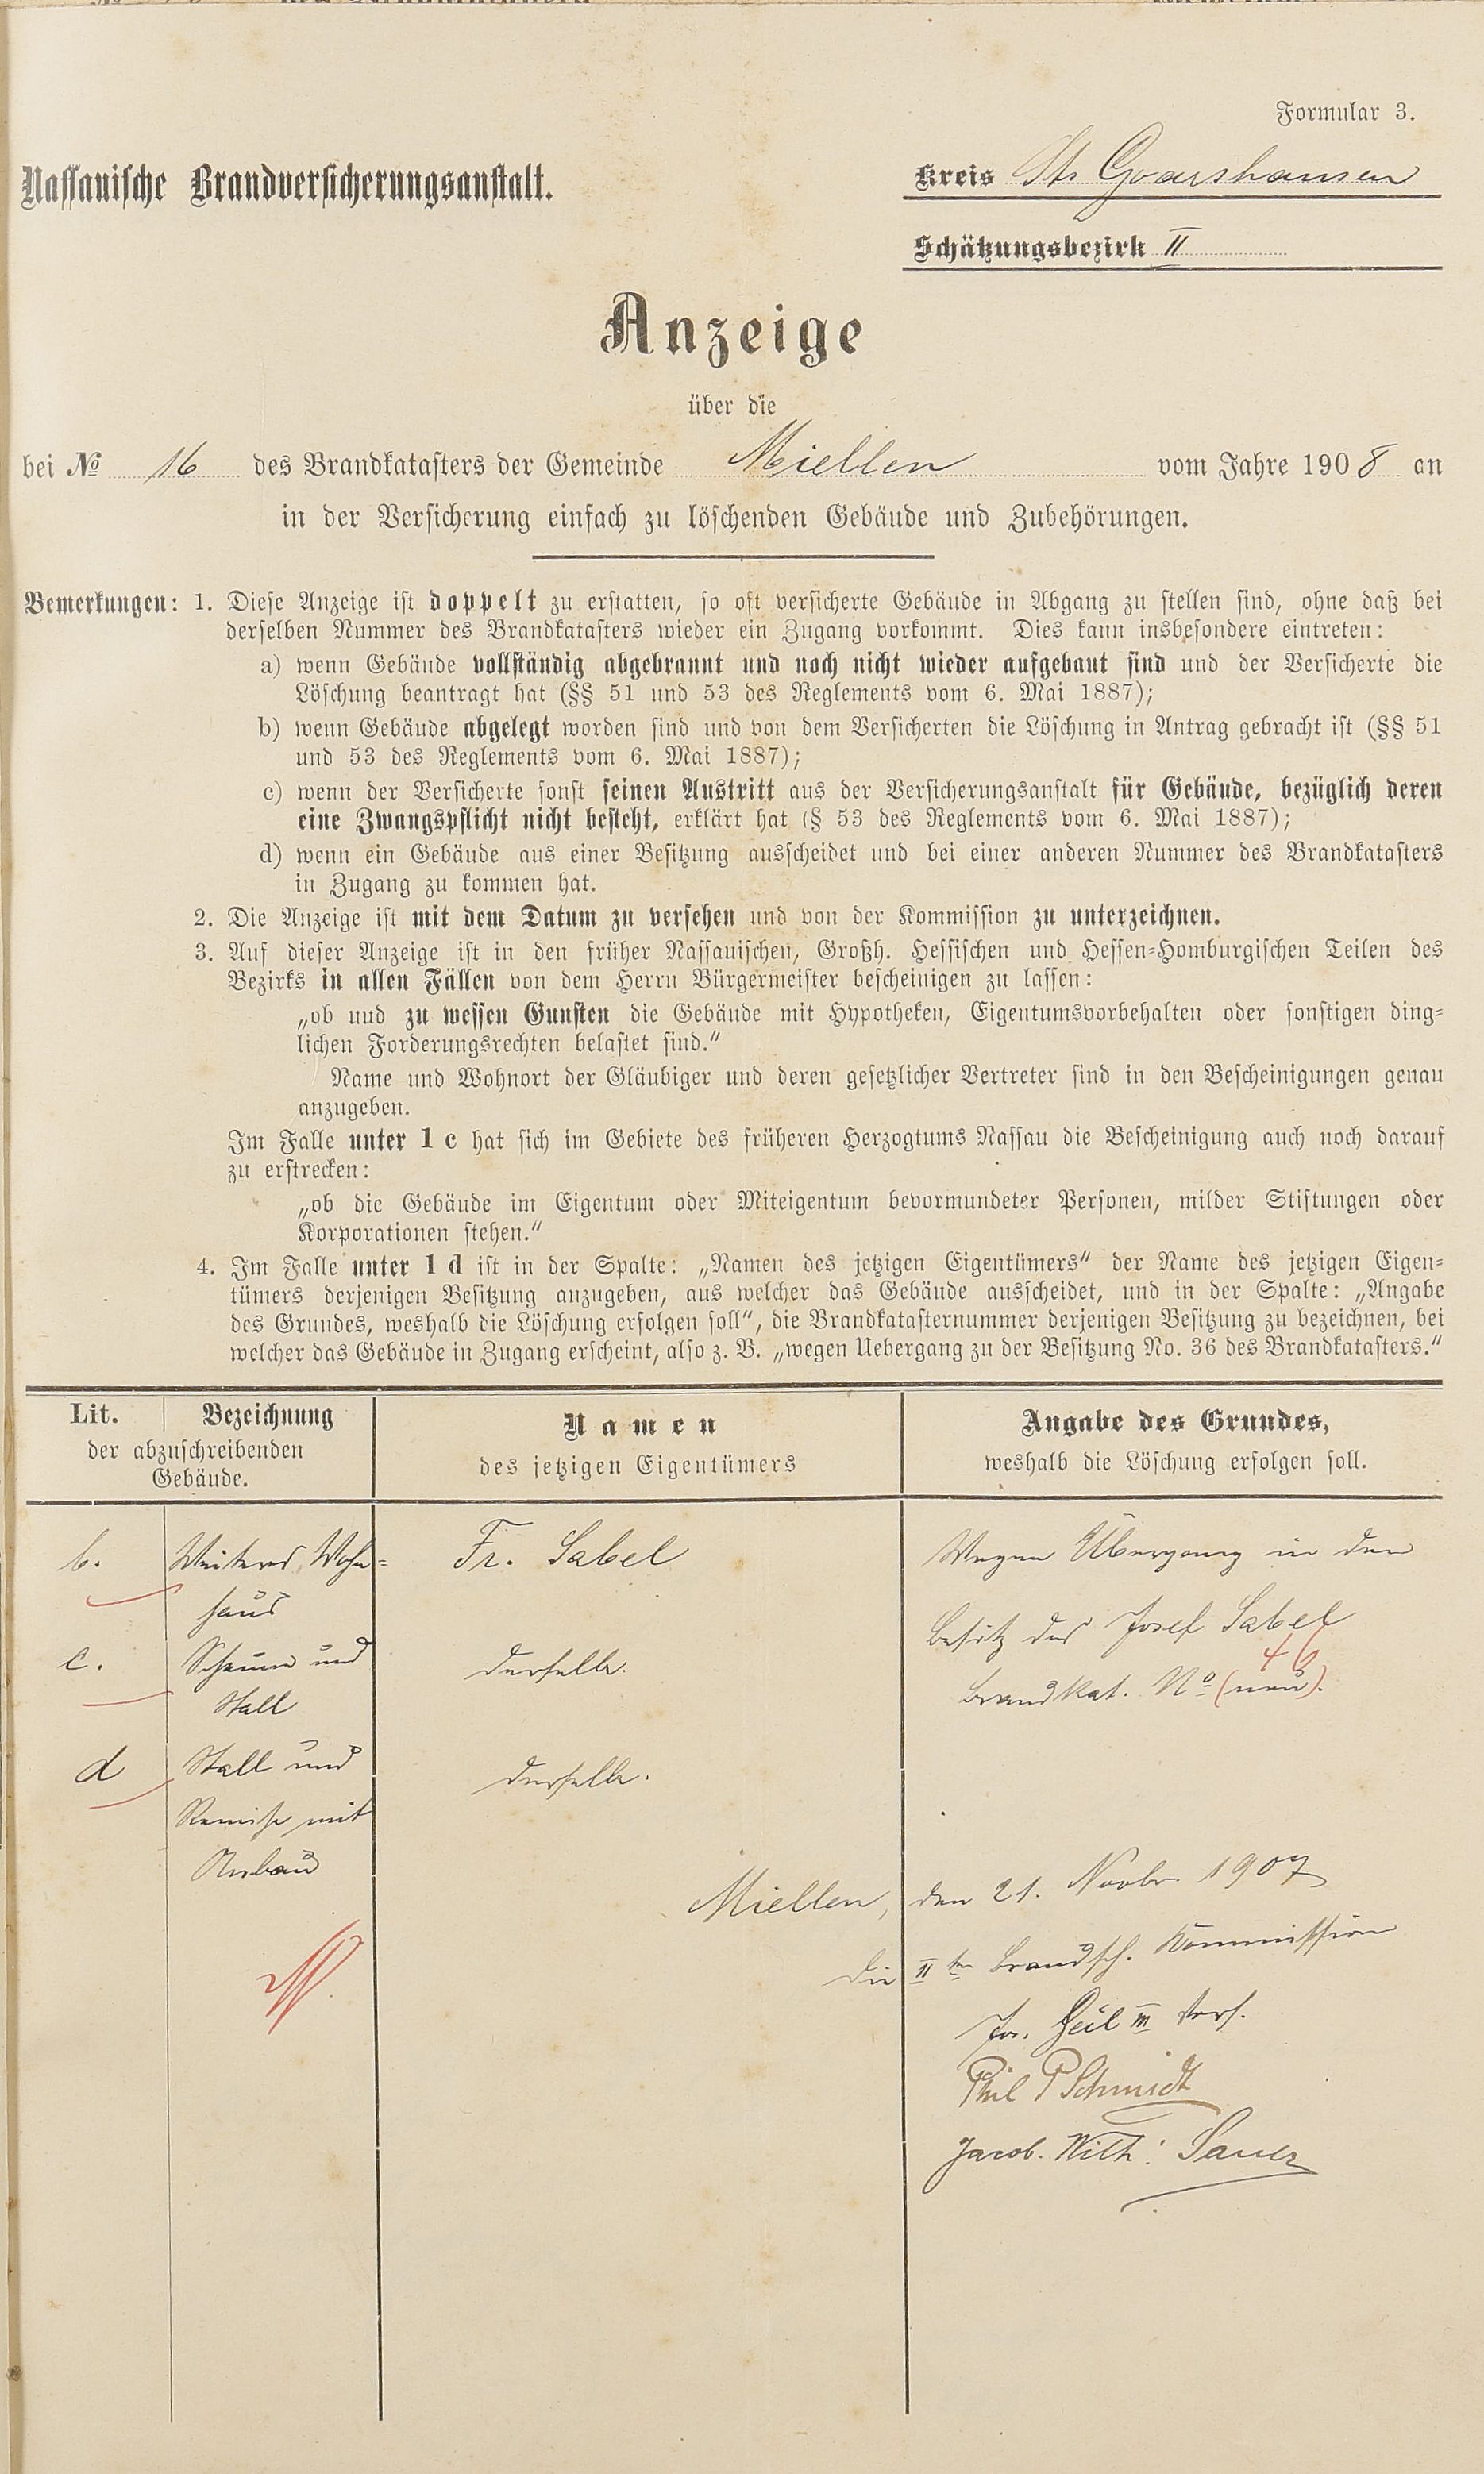 Formular 3.
Nassauische Brandversicherungsanstalt.
Kreis St. Goarshausen
Schätzungsbezirk II
Anzeige
über die
bei № 16 des Brandkatasters der Gemeinde Miellen vom Jahre 1908 an
in der Versicherung einfach zu löschenden Gebäude und Zubehörungen.
Bemerkungen: 1. Diese Anzeige ist doppelt zu erstatten, so oft versicherte Gebäude in Abgang zu stellen sind, ohne daß bei
derselben Nummer des Brandkatasters wieder ein Zugang vorkommt. Dies kann insbesondere eintreten:
a) wenn Gebäude vollständig abgebrannt und noch nicht wieder aufgebaut sind und der Versicherte die
Löschung beantragt hat (§§ 51 und 53 des Reglements vom 6. Mai 1887);
b) wenn Gebäude abgelegt worden sind und von dem Versicherten die Löschung in Antrag gebracht ist (§§ 51
und 53 des Reglements vom 6. Mai 1887);
c) wenn der Versicherte sonst seinen Austritt aus der Versicherungsanstalt für Gebäude, bezüglich deren
eine Zwangspflicht nicht besteht, erklärt hat (§ 53 des Reglements vom 6. Mai 1887);
d) wenn ein Gebäude aus einer Besitzung ausscheidet und bei einer anderen Nummer des Brandkatasters
in Zugang zu kommen hat.
2. Die Anzeige ist mit dem Datum zu versehen und von der Kommission zu unterzeichnen.
3. Auf dieser Anzeige ist in den früher Nassauischen, Großh. Hessischen und Hessen-Homburgischen Teilen des
Bezirks in allen Fällen von dem Herrn Bürgermeister bescheinigen zu lassen:
„ob und zu wessen Gunsten die Gebäude mit Hypotheken, Eigentumsvorbehalten oder sonstigen ding-
lichen Forderungsrechten belastet sind.“
Name und Wohnort der Gläubiger und deren gesetzlicher Vertreter sind in den Bescheinigungen genau
anzugeben.
Im Falle unter 1 c hat sich im Gebiete des früheren Herzogtums Nassau die Bescheinigung auch noch darauf
zu erstrecken:
„ob die Gebäude im Eigentum oder Miteigentum bevormundeter Personen, milder Stiftungen oder
Korporationen stehen.“
4. Im Falle unter 1 d ist in der Spalte: „Namen des jetzigen Eigentümers“ der Name des jetzigen Eigen-
tümers derjenigen Besitzung anzugeben, aus welcher das Gebäude ausscheidet, und in der Spalte: „Angabe
des Grundes, weshalb die Löschung erfolgen soll“, die Brandkatasternummer derjenigen Besitzung zu bezeichnen, bei
welcher das Gebäude in Zugang erscheint, also z. B. „wegen Uebergang zu der Besitzung No. 36 des Brandkatasters.“
Lit. Bezeichnung
der abzuschreibenden
Gebäude.
Namen
des jetzigen Eigentümers
Angabe des Grundes,
weshalb die Löschung erfolgen soll.
b. Weiteres Wohn-
haus
Fr. Sabel
Wegen Übergang in den
Besitz des Josef Sabel
46
Brandkat. No (neu).
c. Scheune und
Stall
derselbe.
d Stall und
Remise mit
Anbau
derselbe.
Miellen, den 21. Novbr 1907
Die II te Brandsch. Kommission
Jos. Geil III Vors.
Phil P Schmidt
Jacob. Wilh: Sauer